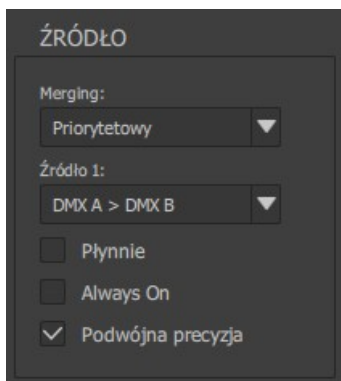 ŹRÓDŁO
Merging:
Priorytetowy
Źródło 1:
DMX A > DMX B
Płynnie
Always On
Podwójna precyzja